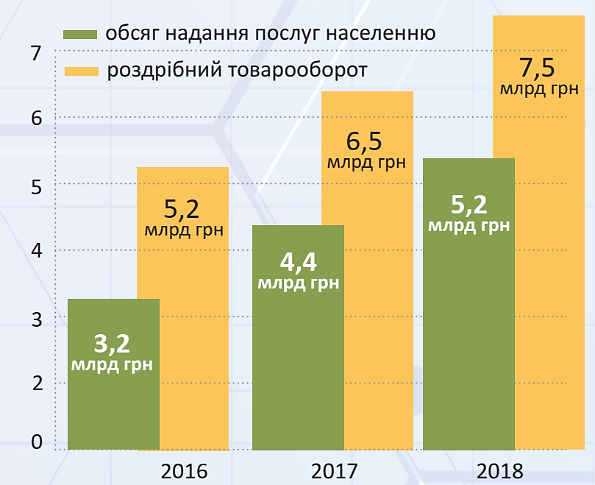 обсяг надання послуг населенню
роздрібний товарооборот
7
6
5
4
3
2
0
3,2
млрд грн
5,2
млрд грн
4,4
млрд грн
6,5
млрд грн
5,2
млрд грн
7,5
млрд грн
2016
2017
2018